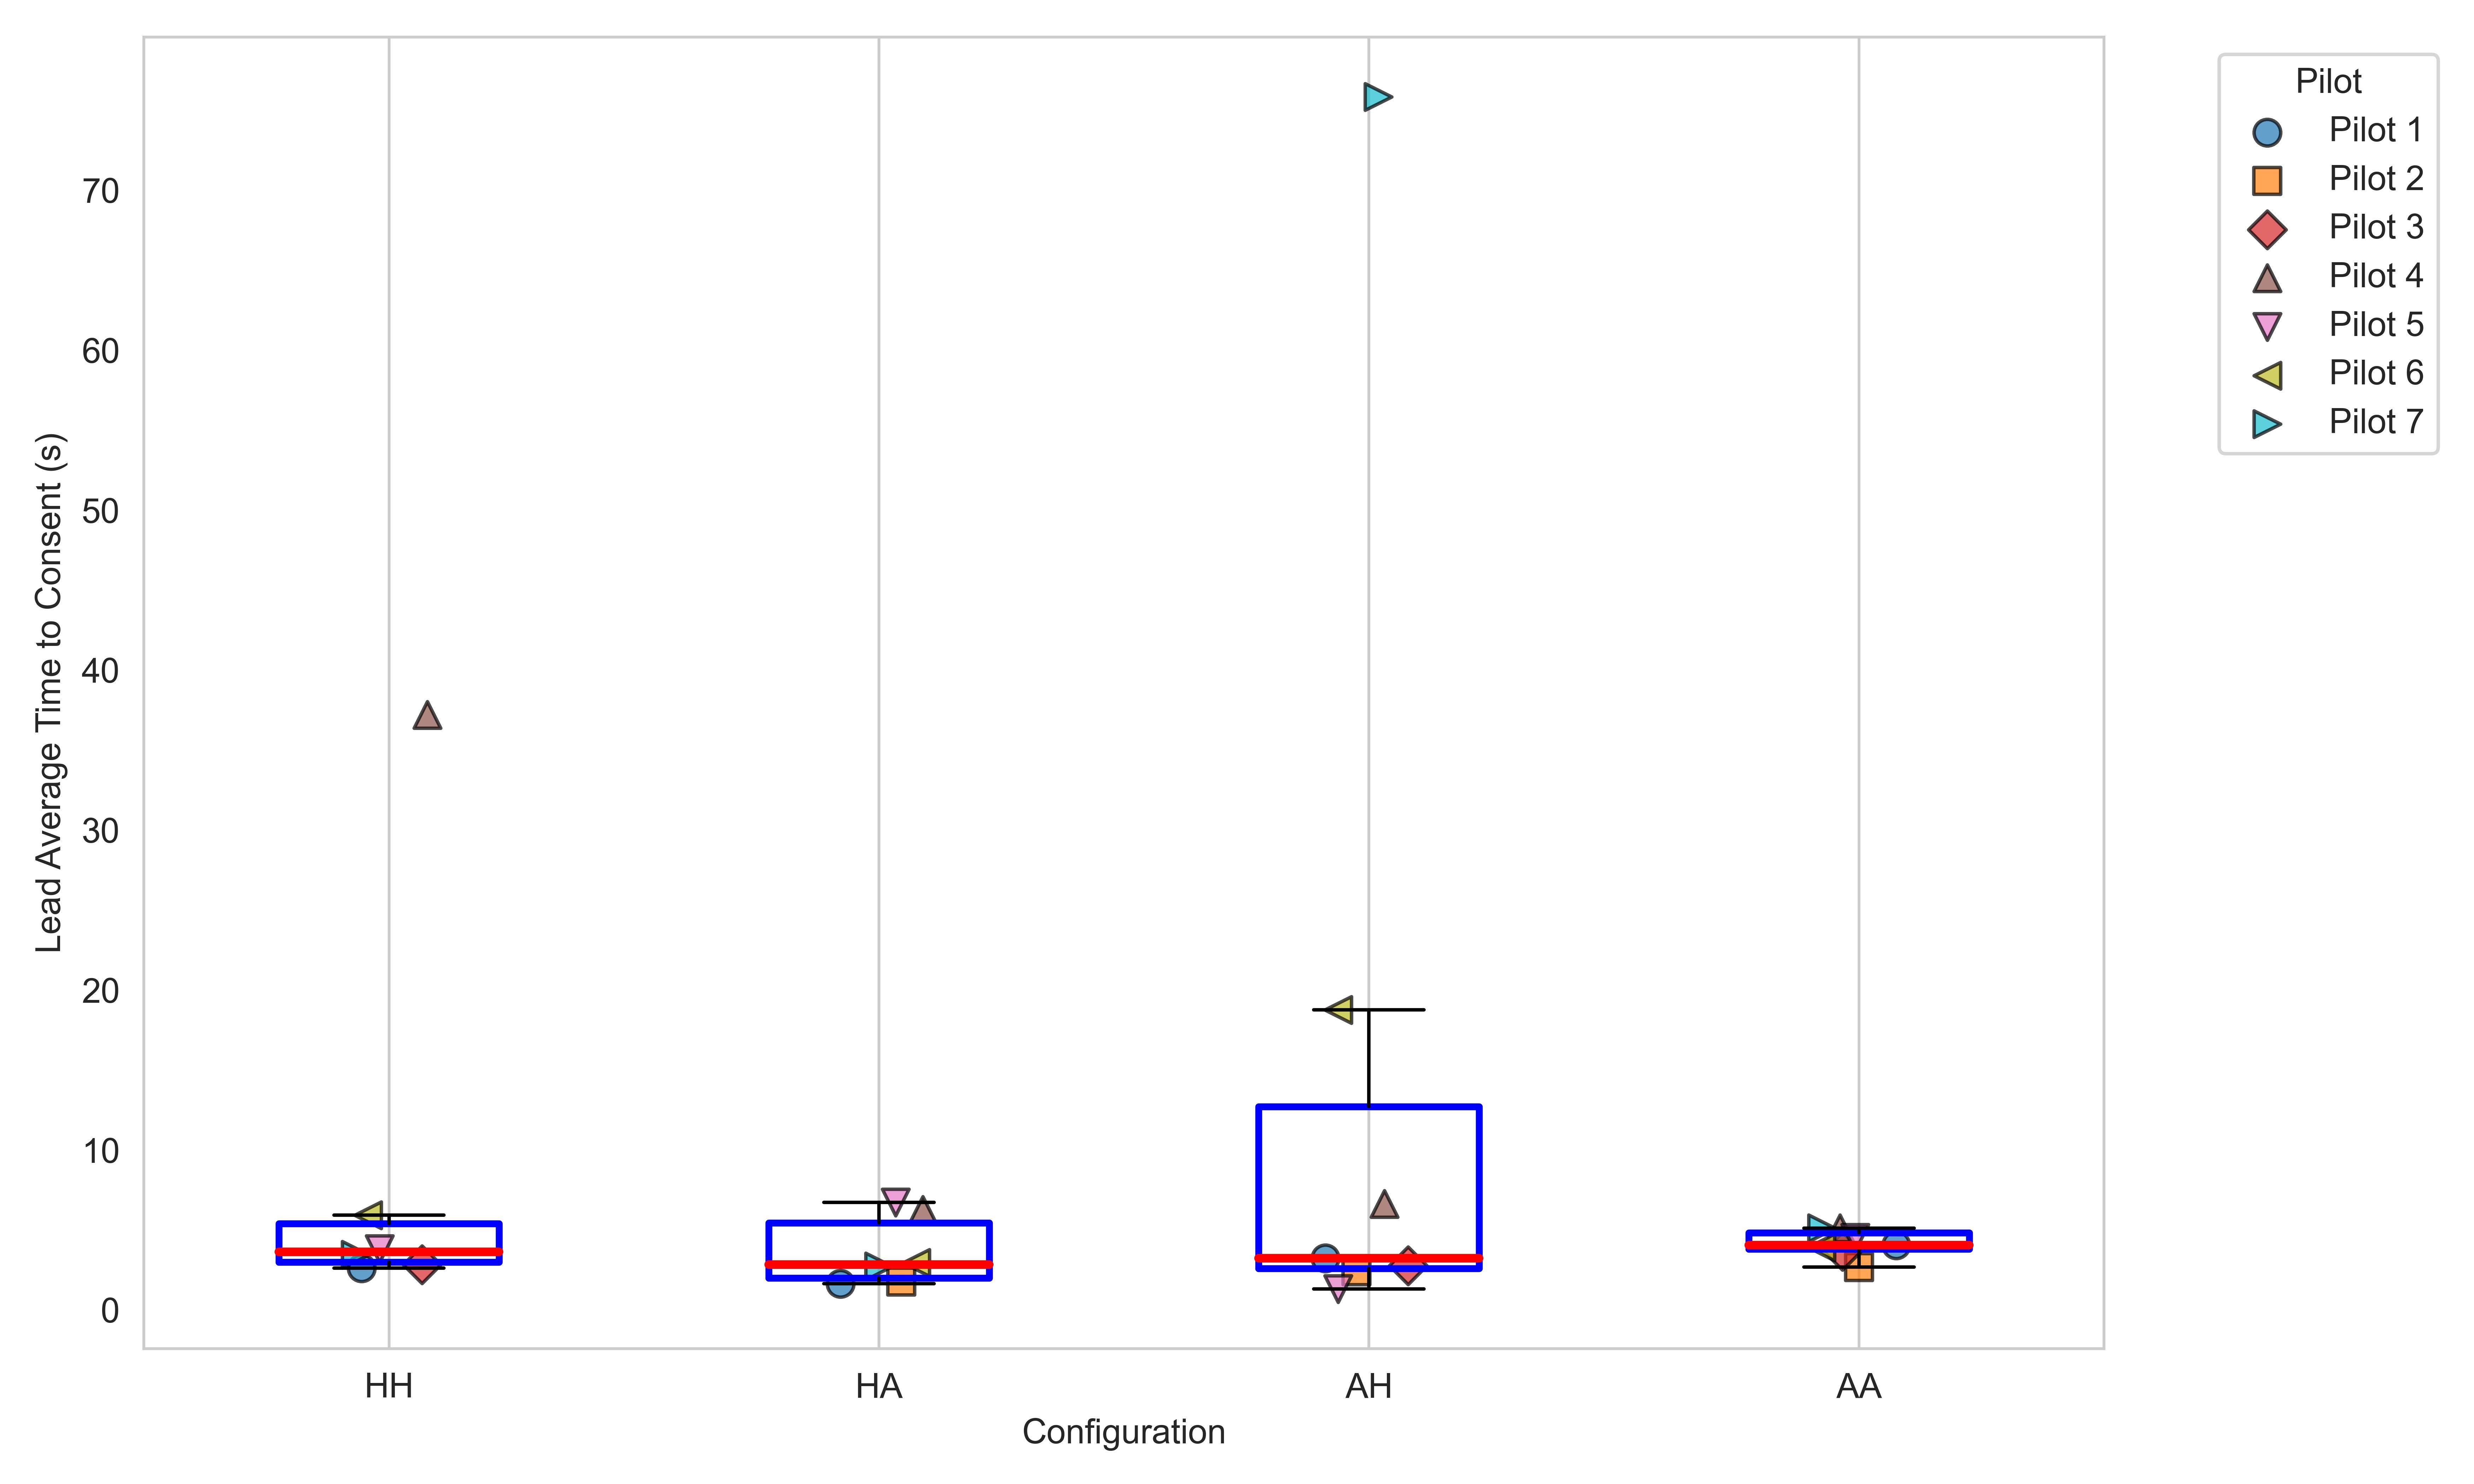 Lead Average Time to Consent (s)
70
60
50
40
30
20
10
0
HH
HA
AH
AA
Configuration
Pilot
Pilot 1
Pilot 2
Pilot 3
Pilot 4
Pilot 5
Pilot 6
Pilot 7